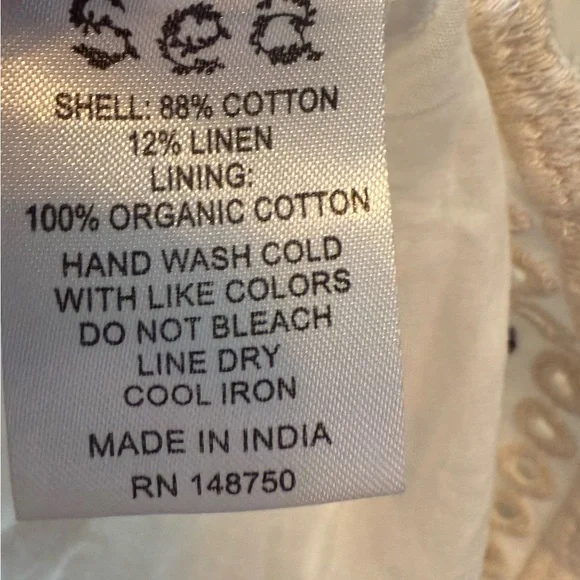 Sea
SHELL: 88% COTTON
12% LINEN
LINING:
100% ORGANIC COTTON
HAND WASH COLD
WITH LIKE COLORS
DO NOT BLEACH
LINE DRY
COOL IRON
MADE IN INDIA
RN 148750